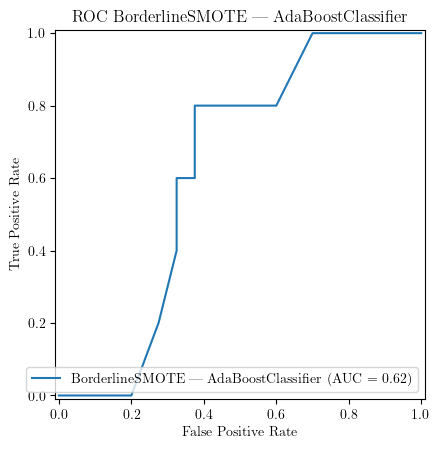 ROC BorderlineSMOTE — AdaBoostClassifier
1.0
0.8
0.6
0.4
0.2
0.0
True Positive Rate
BorderlineSMOTE — AdaBoostClassifier (AUC = 0.62)
0.0 0.2 0.4 0.6 0.8 1.0
False Positive Rate